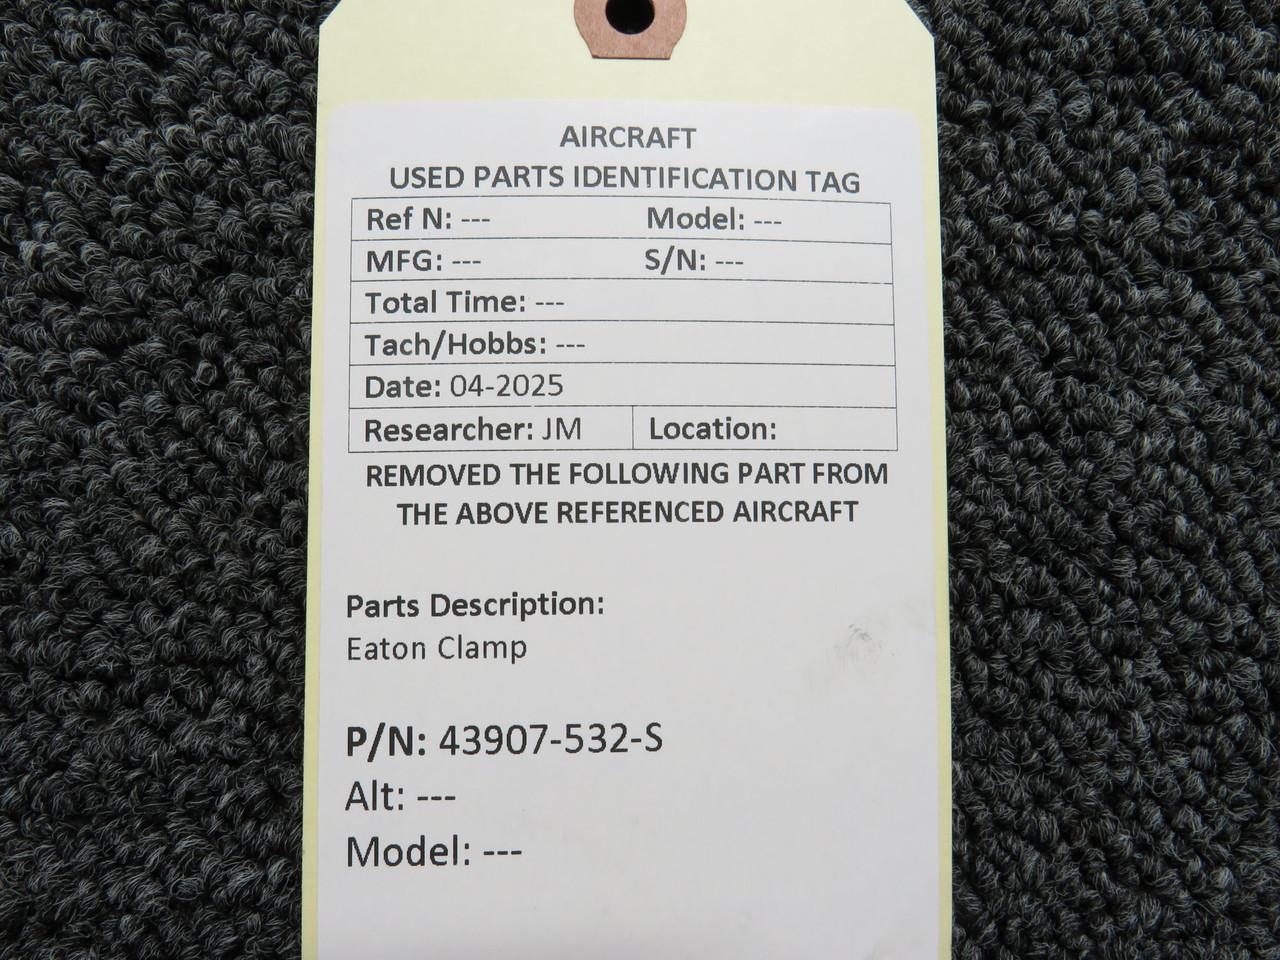 AIRCRAFT
USED PARTS IDENTIFICATION TAG
Ref N: --- Model: ---
MFG: --- S/N: ---
Total Time: ---
Tach/Hobbs: ---
Date: 04-2025
Researcher: JM Location:
REMOVED THE FOLLOWING PART FROM
THE ABOVE REFERENCED AIRCRAFT
Parts Description:
Eaton Clamp
P/N: 43907-532-S
Alt: ---
Model: ---